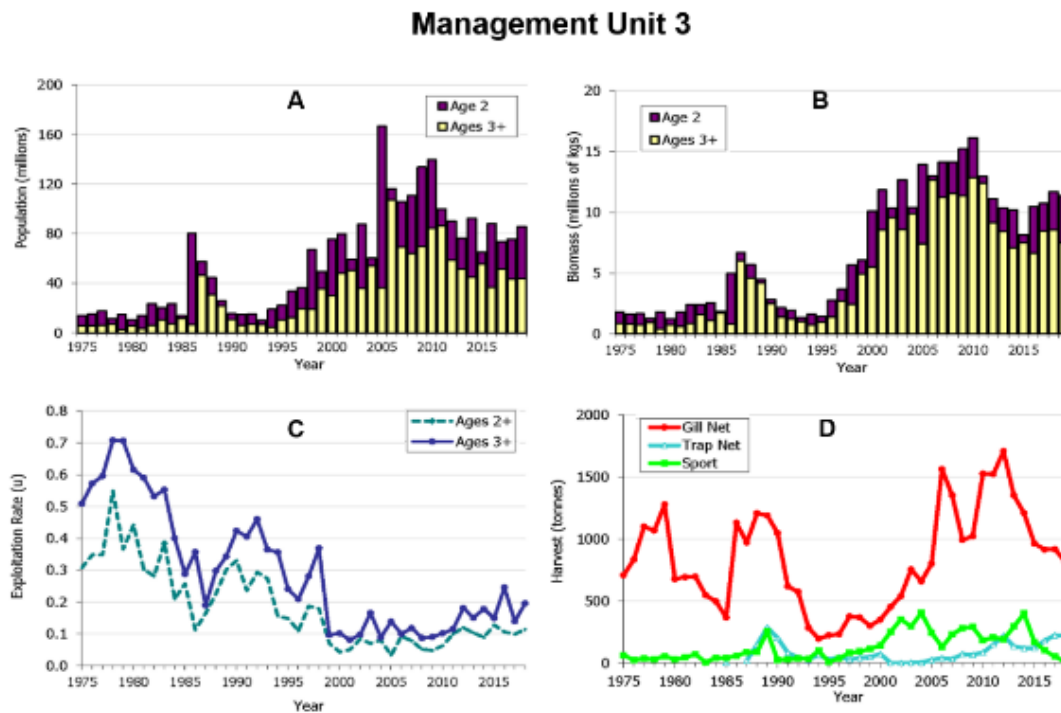 Management Unit 3
A
Population (millions)
200
160
120
80
40
0
Age 2
Ages 3+
1975 1980 1985 1990 1995 2000 2005 2010 2015
Year
B
Biomass (millions of kgs)
20
15
10
5
0
Age 2
Ages 3+
1975 1980 1985 1990 1995 2000 2005 2010 2015
Year
C
Exploitation Rate (u)
0.8
0.7
0.6
0.5
0.4
0.3
0.2
0.1
0.0
Ages 2+
Ages 3+
1975 1980 1985 1990 1995 2000 2005 2010 2015
Year
D
Harvest (tonnes)
2000
1500
1000
500
0
Gill Net
Trap Net
Sport
1975 1980 1985 1990 1995 2000 2005 2010 2015
Year